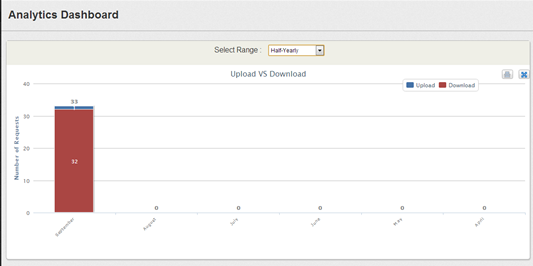 Analytics Dashboard
Select Range :
Half-Yearly
Upload VS Download
Upload
Download
Number of Requests
40
30
20
10
0
33
32
0
0
0
0
0
September
August
July
June
May
April